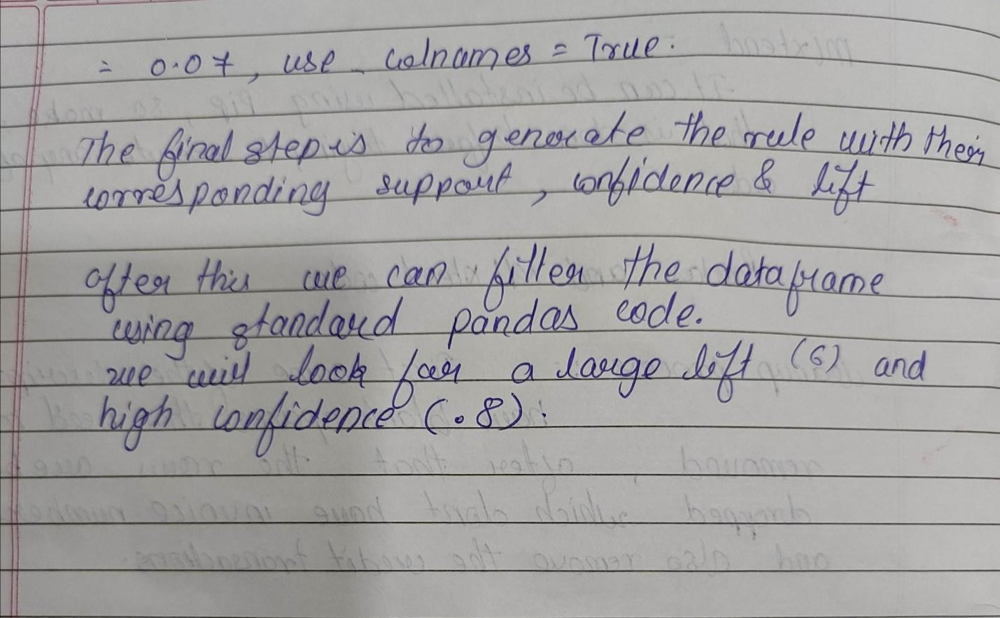 = 0.07, use_colnames = True.
The final step is to generate the rule with their
corresponding support, confidence & lift
after this we can filter the dataframe
using standard pandas code.
we will look for a large lift (6) and
high confidence (.8).